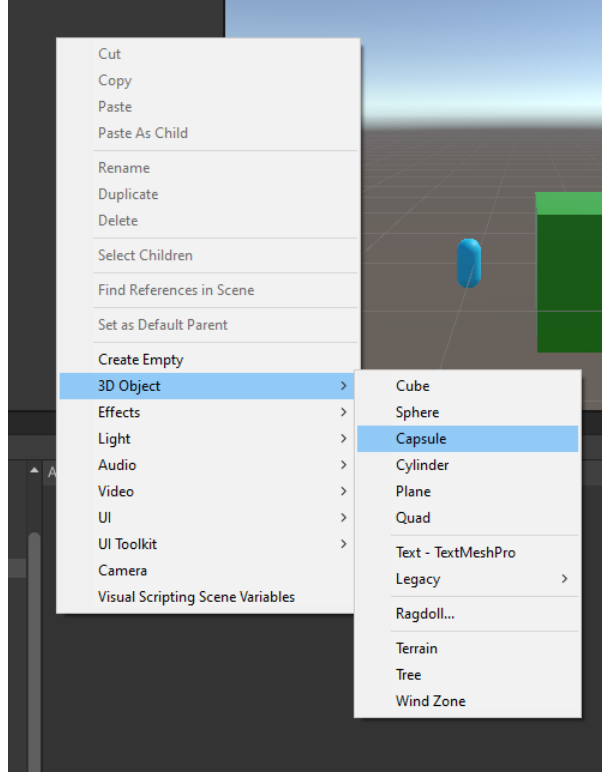 Cut
Copy
Paste
Paste As Child
Rename
Duplicate
Delete
Select Children
Find References in Scene
Set as Default Parent
Create Empty
3D Object
Effects
Light
Audio
Video
UI
UI Toolkit
Camera
Visual Scripting Scene Variables
Cube
Sphere
Capsule
Cylinder
Plane
Quad
Text - TextMeshPro
Legacy
Ragdoll...
Terrain
Tree
Wind Zone